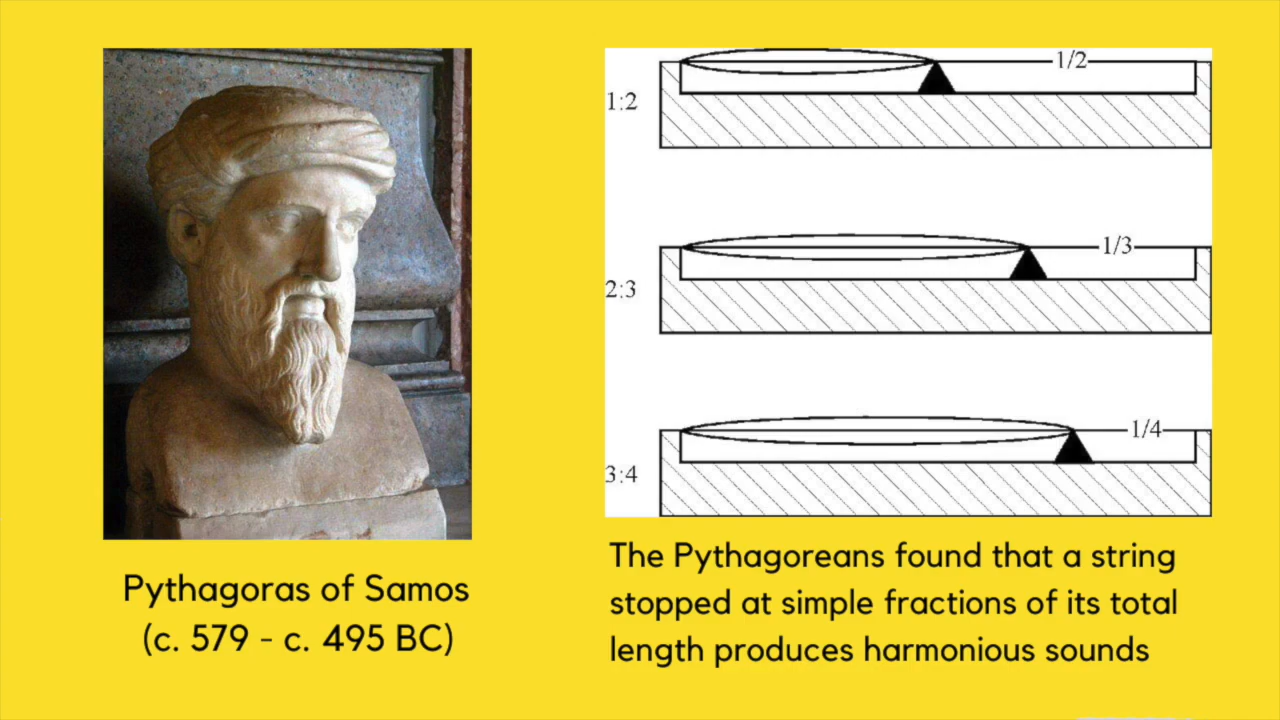 1/2
1:2
1/3
2:3
1/4
3:4
Pythagoras of Samos
(c. 579 - c. 495 BC)
The Pythagoreans found that a string
stopped at simple fractions of its total
length produces harmonious sounds